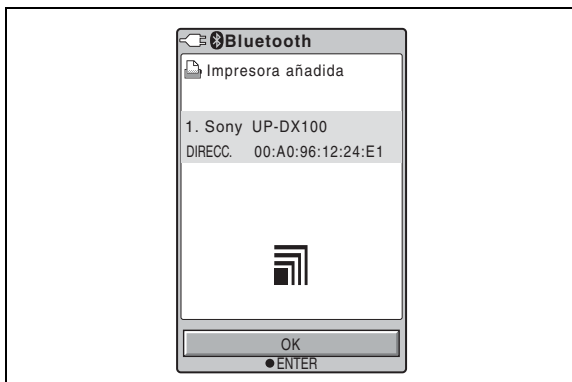 Bluetooth
Impresora añadida
1. Sony UP-DX100
DIRECC. 00:A0:96:12:24:E1
OK
●ENTER